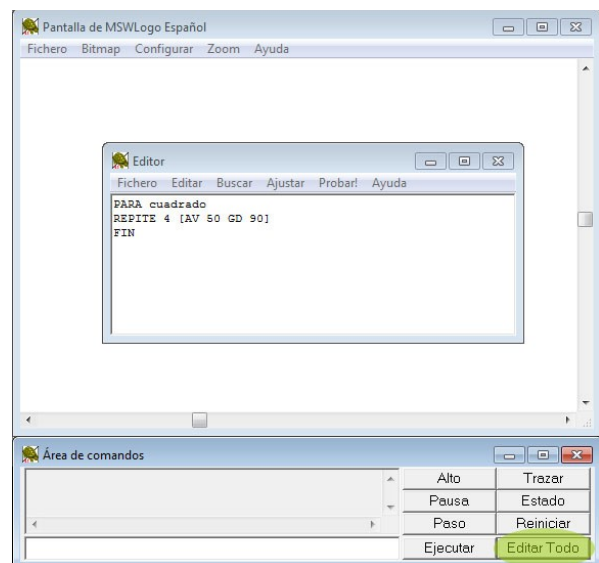 Pantalla de MSWLogo Español
Fichero Bitmap Configurar Zoom Ayuda
Editor
Fichero Editar Buscar Ajustar Probar! Ayuda
PARA cuadrado
REPITE 4 [AV 50 GD 90]
FIN
Área de comandos
Alto Trazar
Pausa Estado
Paso Reiniciar
Ejecutar Editar Todo